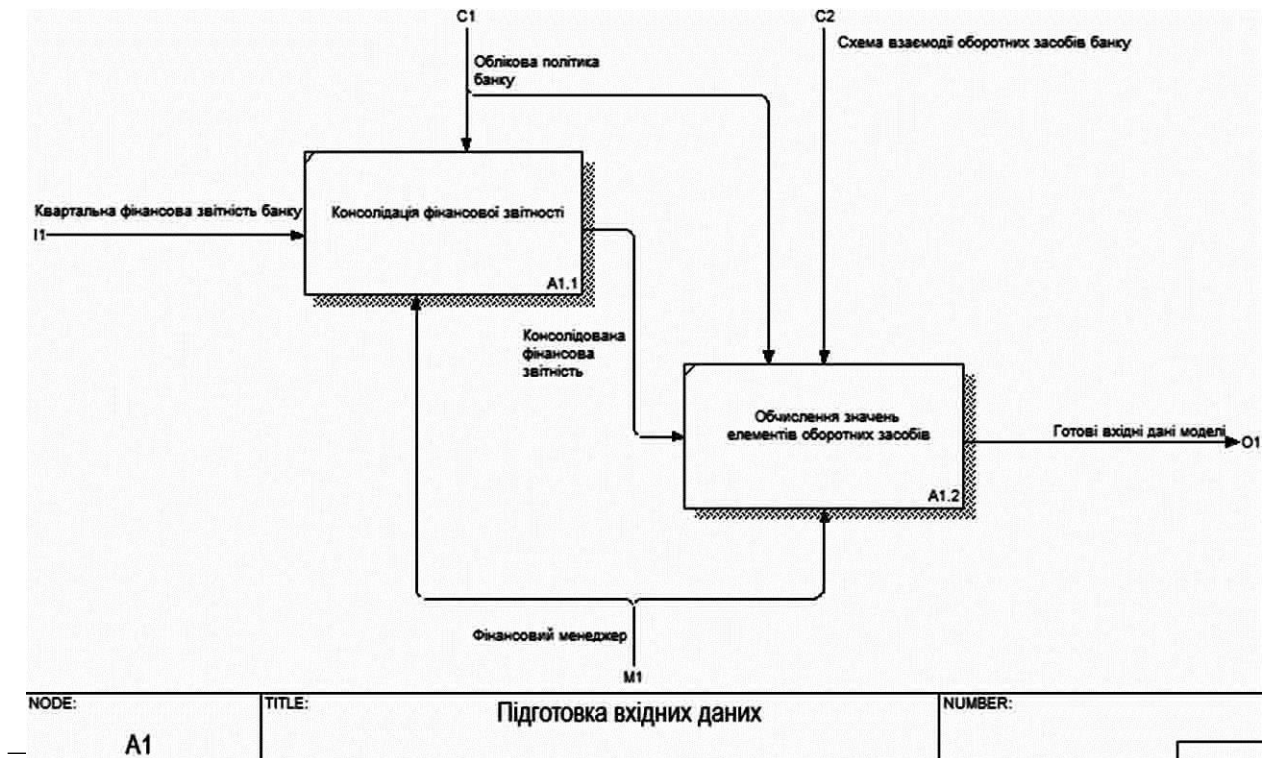 C1
C2
Облікова політика
банку
Схема взаємодії оборотних засобів банку
Квартальна фінансова звітність банку
I1
Консолідація фінансової звітності
A1.1
Консолідована
фінансова
звітність
Обчислення значень
елементів оборотних засобів
A1.2
Готові вхідні дані моделі
O1
Фінансовий менеджер
M1
NODE:
A1
TITLE:
Підготовка вхідних даних
NUMBER: